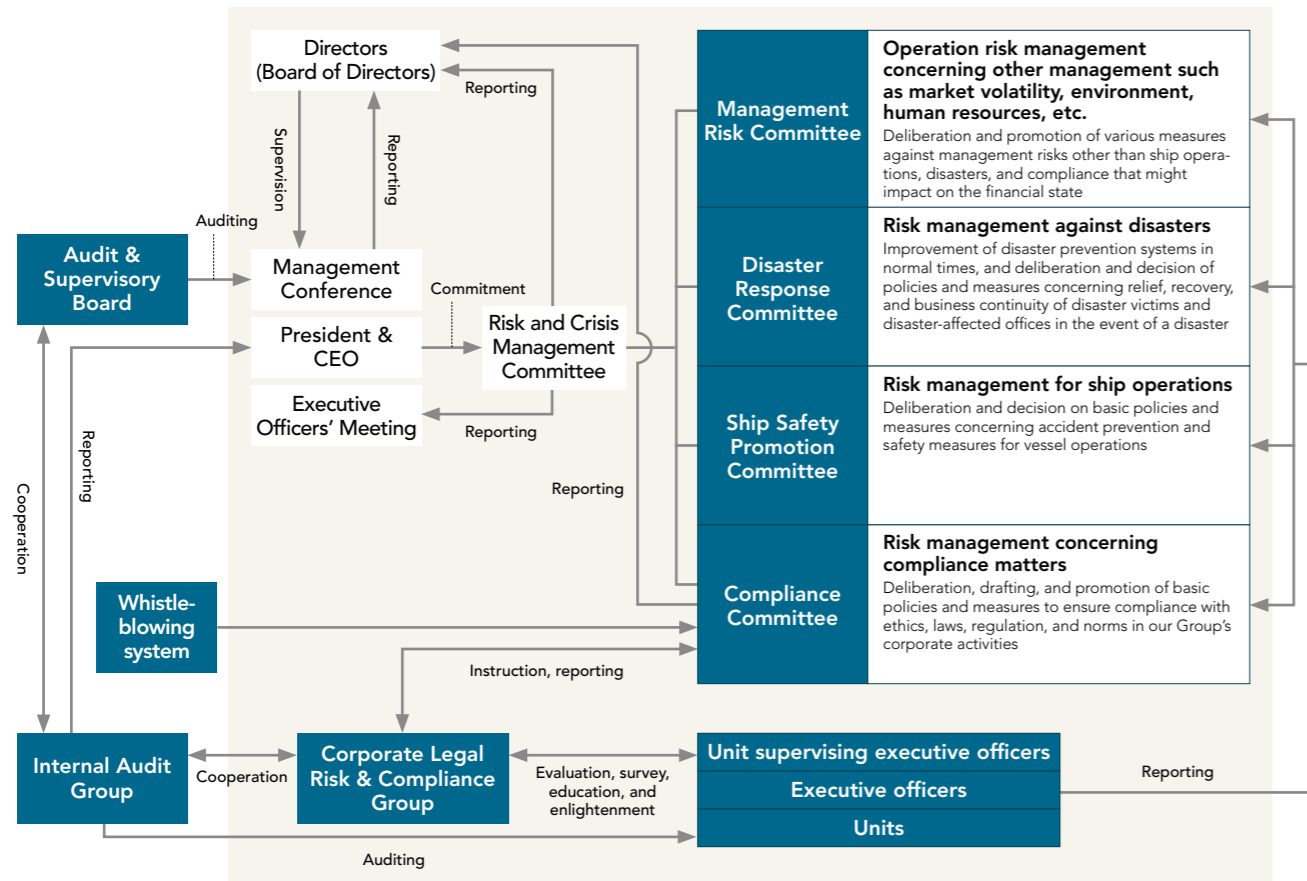 Directors
(Board of Directors)
Reporting
Supervision
Reporting
Auditing
Audit &
Supervisory
Board
Management
Conference
Commitment
President &
CEO
Risk and Crisis
Management
Committee
Executive
Officers’ Meeting
Reporting
Reporting
Reporting
Cooperation
Management
Risk Committee
Operation risk management
concerning other management such
as market volatility, environment,
human resources, etc.
Deliberation and promotion of various measures
against management risks other than ship opera-
tions, disasters, and compliance that might
impact on the financial state
Disaster
Response
Committee
Risk management against disasters
Improvement of disaster prevention systems in
normal times, and deliberation and decision of
policies and measures concerning relief, recovery,
and business continuity of disaster victims and
disaster-affected offices in the event of a disaster
Ship Safety
Promotion
Committee
Risk management for ship operations
Deliberation and decision on basic policies and
measures concerning accident prevention and
safety measures for vessel operations
Compliance
Committee
Risk management concerning
compliance matters
Deliberation, drafting, and promotion of basic
policies and measures to ensure compliance with
ethics, laws, regulation, and norms in our Group’s
corporate activities
Whistle-
blowing
system
Instruction, reporting
Internal Audit
Group
Cooperation
Corporate Legal
Risk & Compliance
Group
Evaluation, survey,
education, and
enlightenment
Unit supervising executive officers
Executive officers
Units
Reporting
Auditing